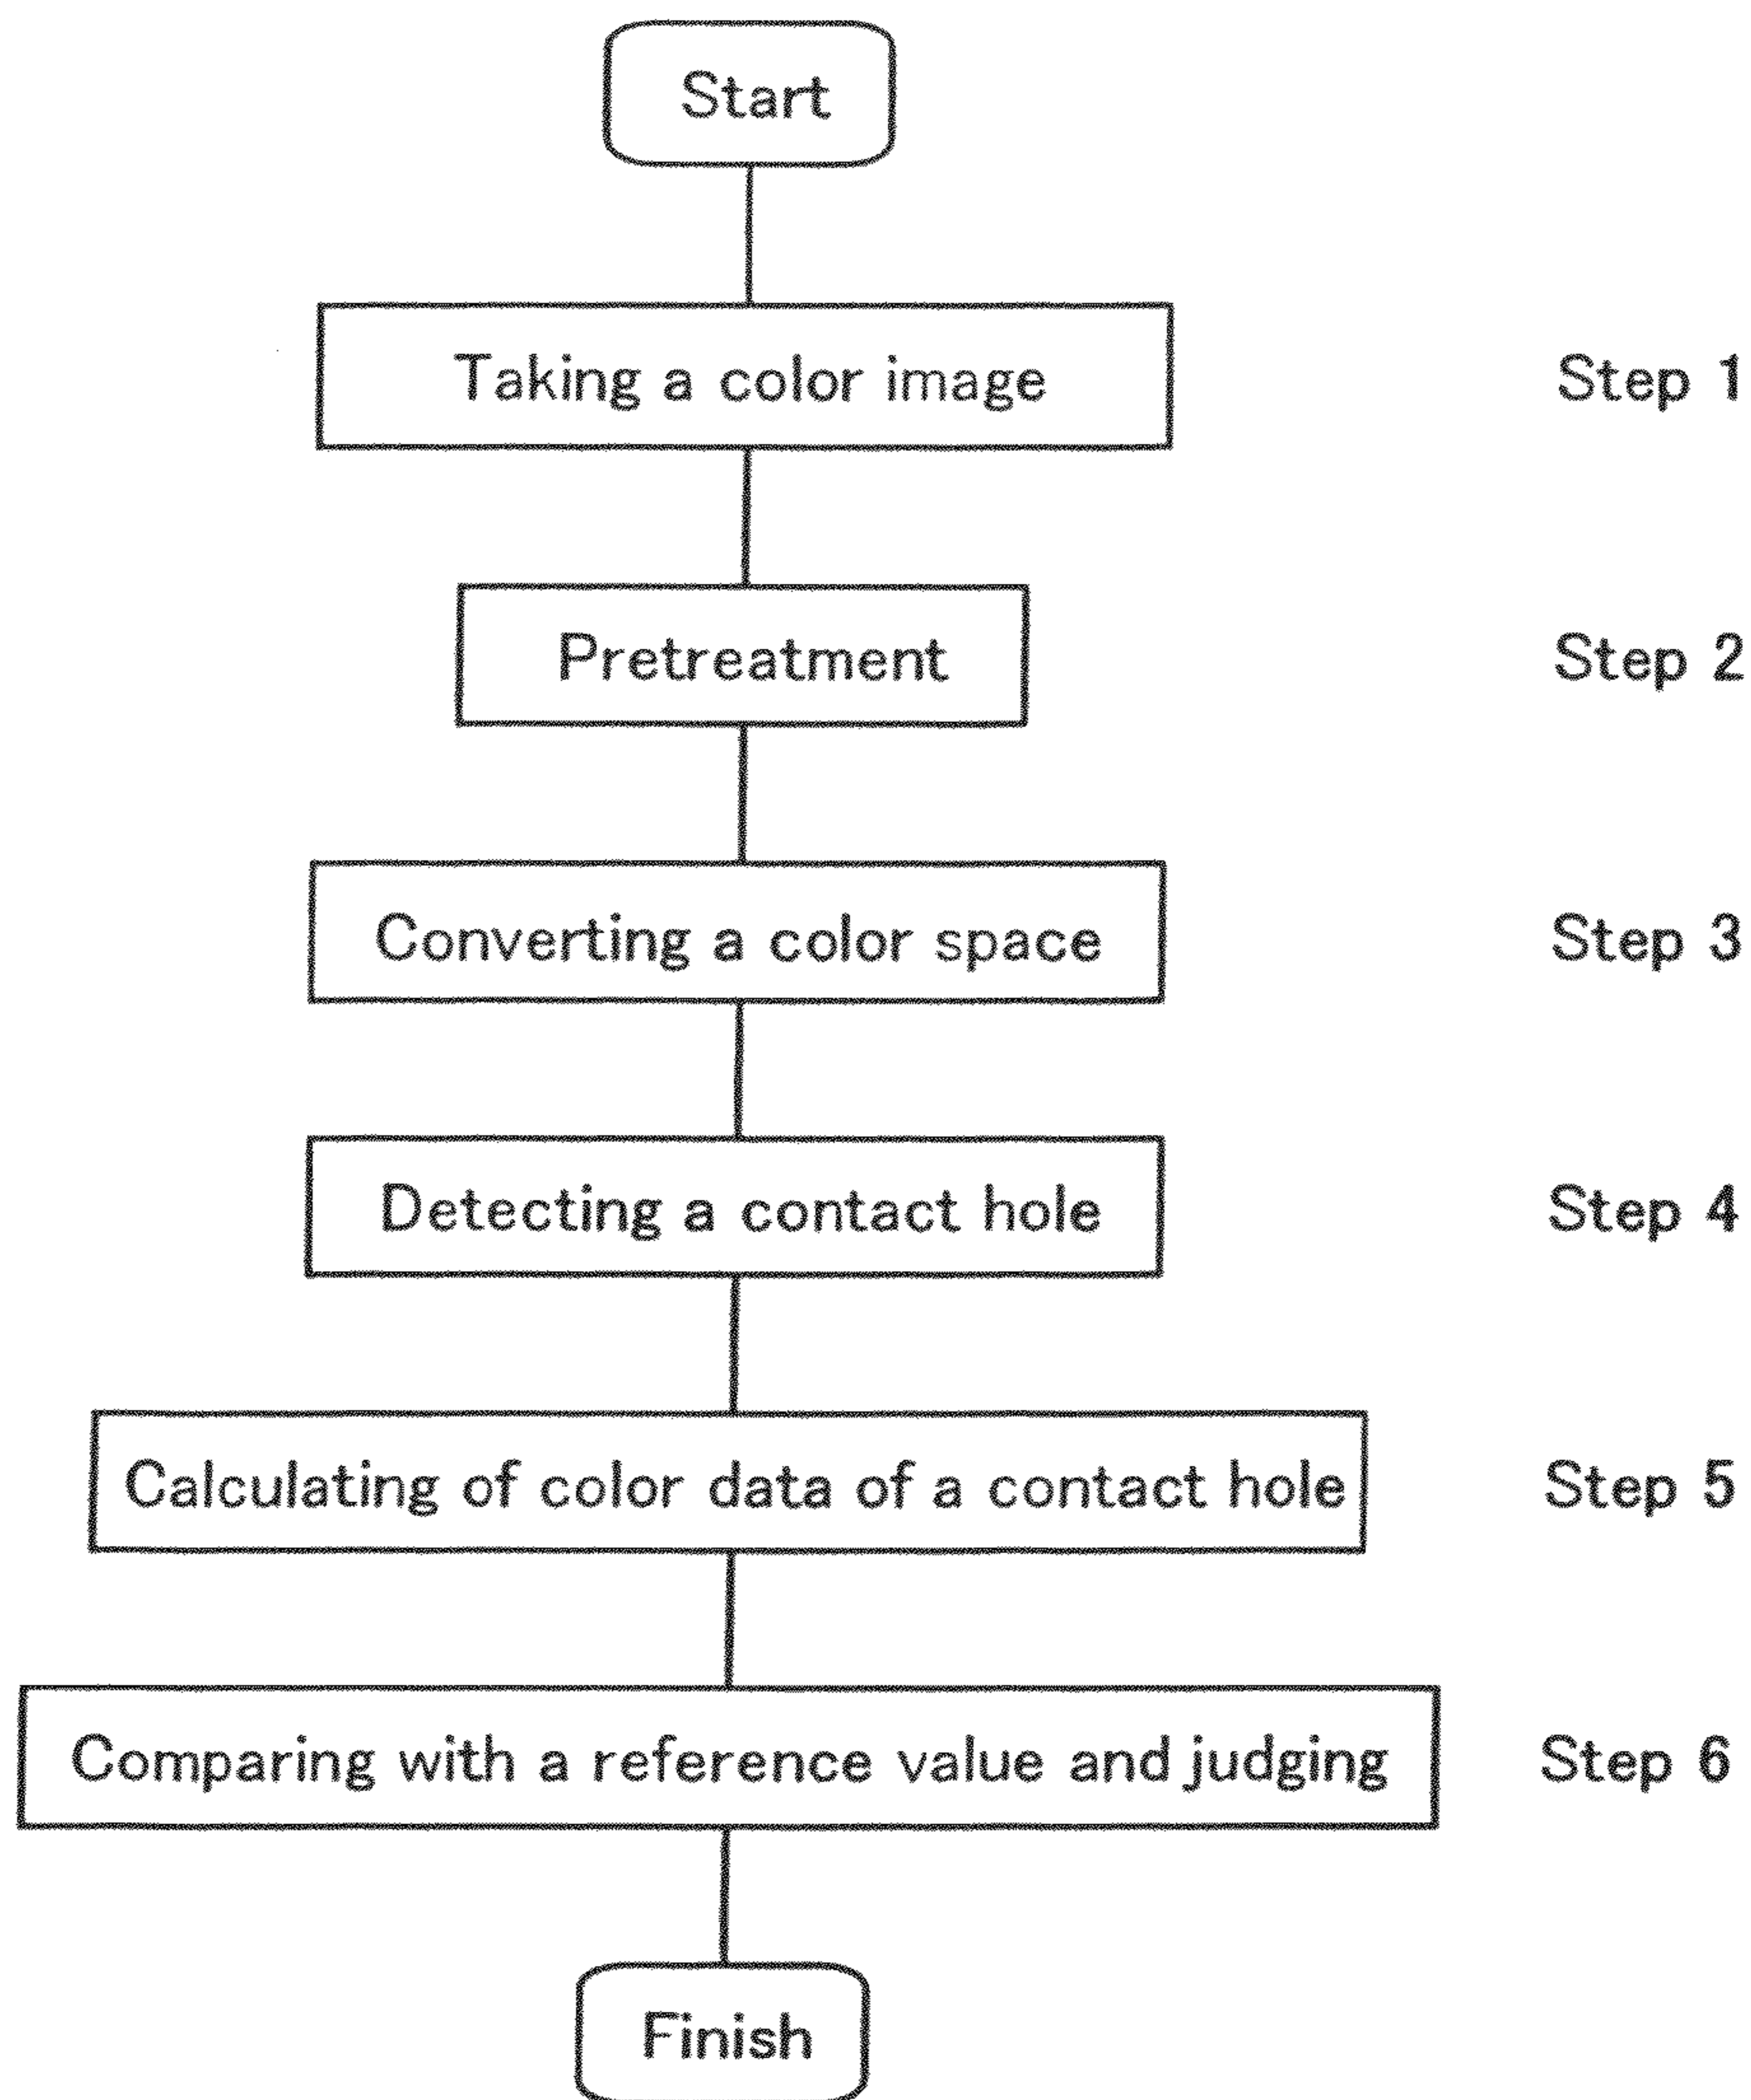 Start
Taking a color image
Step 1
Pretreatment
Step 2
Converting a color space
Step 3
Detecting a contact hole
Step 4
Calculating of color data of a contact hole
Step 5
Comparing with a reference value and judging
Step 6
Finish